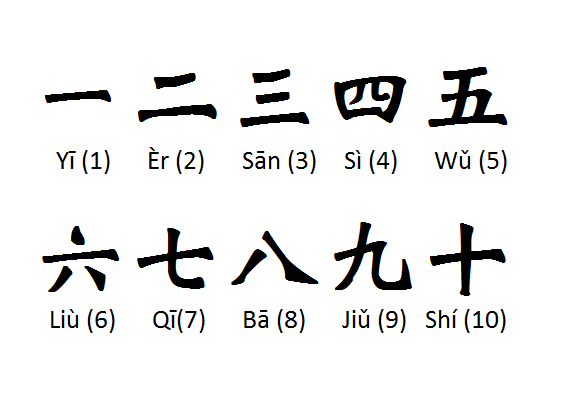 一 二 三 四 五
Yī (1) Èr (2) Sān (3) Sì (4) Wǔ (5)
六 七 八 九 十
Liù (6) Qī(7) Bā (8) Jiǔ (9) Shí (10)